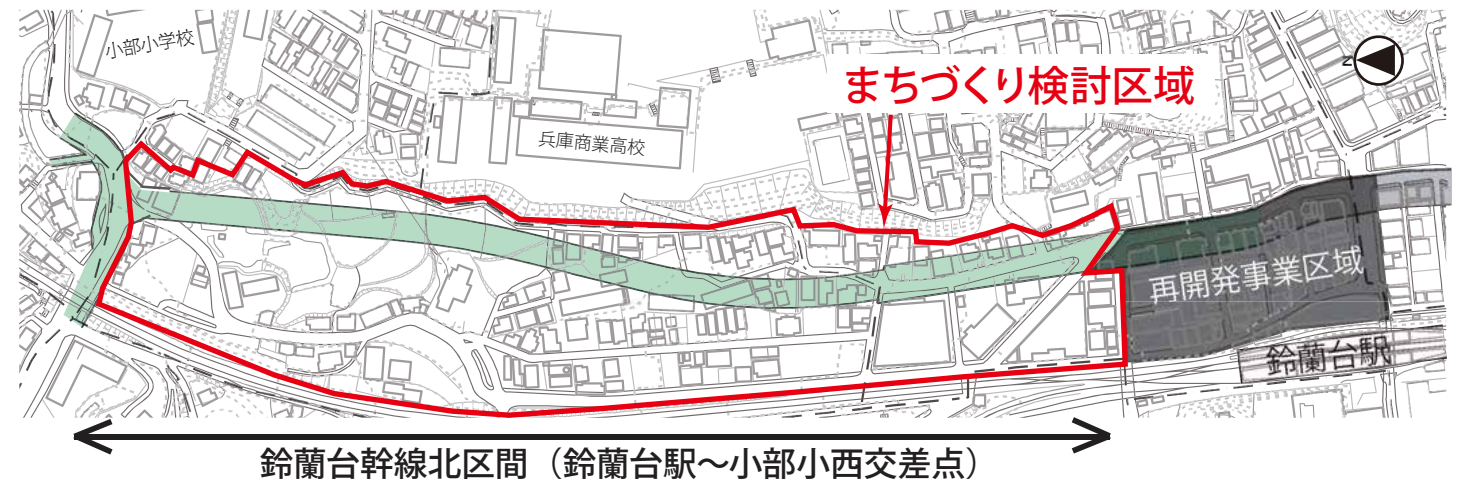 小部小学校
まちづくり検討区域
N
兵庫商業高校
再開発事業区域
鈴蘭台駅
鈴蘭台幹線北区間（鈴蘭台駅～小部小西交差点）